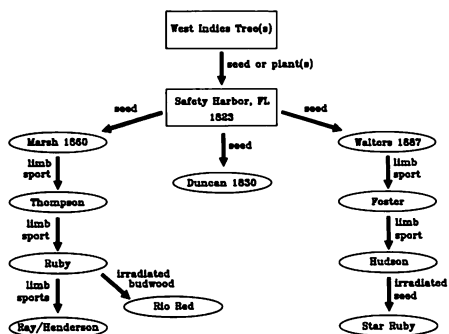 West Indies Tree(s)
seed or plant(s)
Safety Harbor, FL
1823
seed
seed
Marsh 1860
seed
Walters 1887
limb
sport
Duncan 1830
limb
sport
Thompson
Foster
limb
sport
limb
sport
Ruby
Hudson
irradiated
budwood
limb
sports
irradiated
seed
Rio Red
Ray/Henderson
Star Ruby